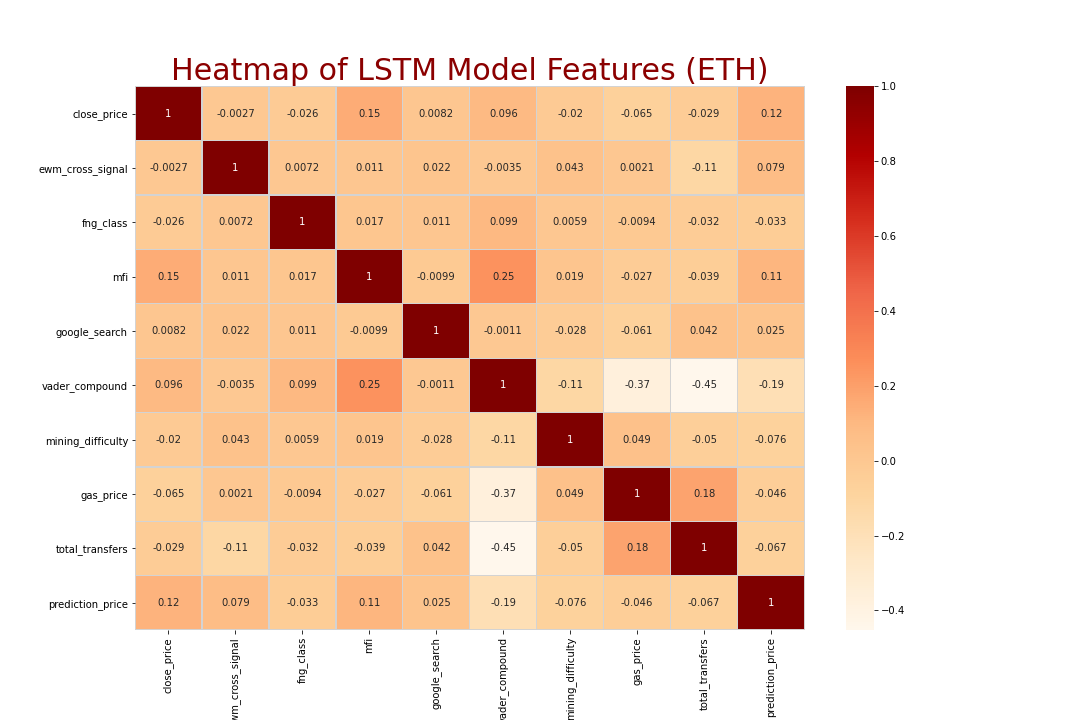 Heatmap of LSTM Model Features (ETH)
close_price 1 -0.0027 -0.026 0.15 0.0082 0.096 -0.02 -0.065 -0.029 0.12
ewm_cross_signal -0.0027 1 0.0072 0.011 0.022 -0.0035 0.043 0.0021 -0.11 0.079
fng_class -0.026 0.0072 1 0.017 0.011 0.099 0.0059 -0.0094 -0.032 -0.033
mfi 0.15 0.011 0.017 1 -0.0099 0.25 0.019 -0.027 -0.039 0.11
google_search 0.0082 0.022 0.011 -0.0099 1 -0.0011 -0.028 -0.061 0.042 0.025
vader_compound 0.096 -0.0035 0.099 0.25 -0.0011 1 -0.11 -0.37 -0.45 -0.19
mining_difficulty -0.02 0.043 0.0059 0.019 -0.028 -0.11 1 0.049 -0.05 -0.076
gas_price -0.065 0.0021 -0.0094 -0.027 -0.061 -0.37 0.049 1 0.18 -0.046
total_transfers -0.029 -0.11 -0.032 -0.039 0.042 -0.45 -0.05 0.18 1 -0.067
prediction_price 0.12 0.079 -0.033 0.11 0.025 -0.19 -0.076 -0.046 -0.067 1
close_price
wm_cross_signal
fng_class
mfi
google_search
vader_compound
mining_difficulty
gas_price
total_transfers
prediction_price
1.0
0.8
0.6
0.4
0.2
0.0
−0.2
−0.4